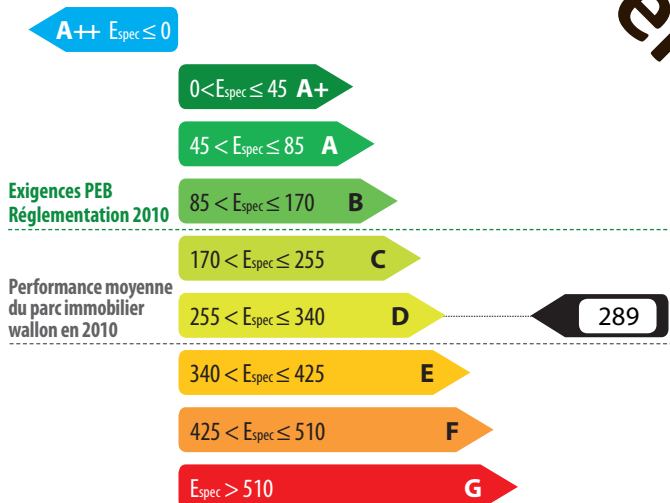 A++ Espec ≤ 0
0<Espec ≤ 45 A+
45 < Espec ≤ 85 A
Exigences PEB
Réglementation 2010
85 < Espec ≤ 170 B
170 < Espec ≤ 255 C
Performance moyenne
du parc immobilier
wallon en 2010
255 < Espec ≤ 340 D
289
340 < Espec ≤ 425 E
425 < Espec ≤ 510 F
Espec > 510 G